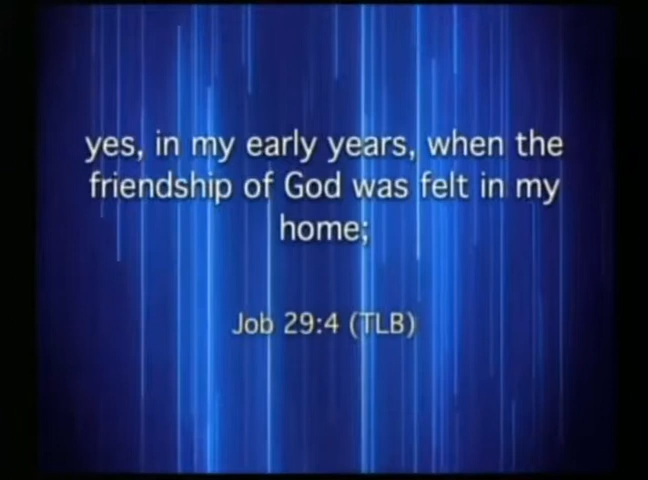 yes, in my early years, when the
friendship of God was felt in my
home;
Job 29:4 (TLB)